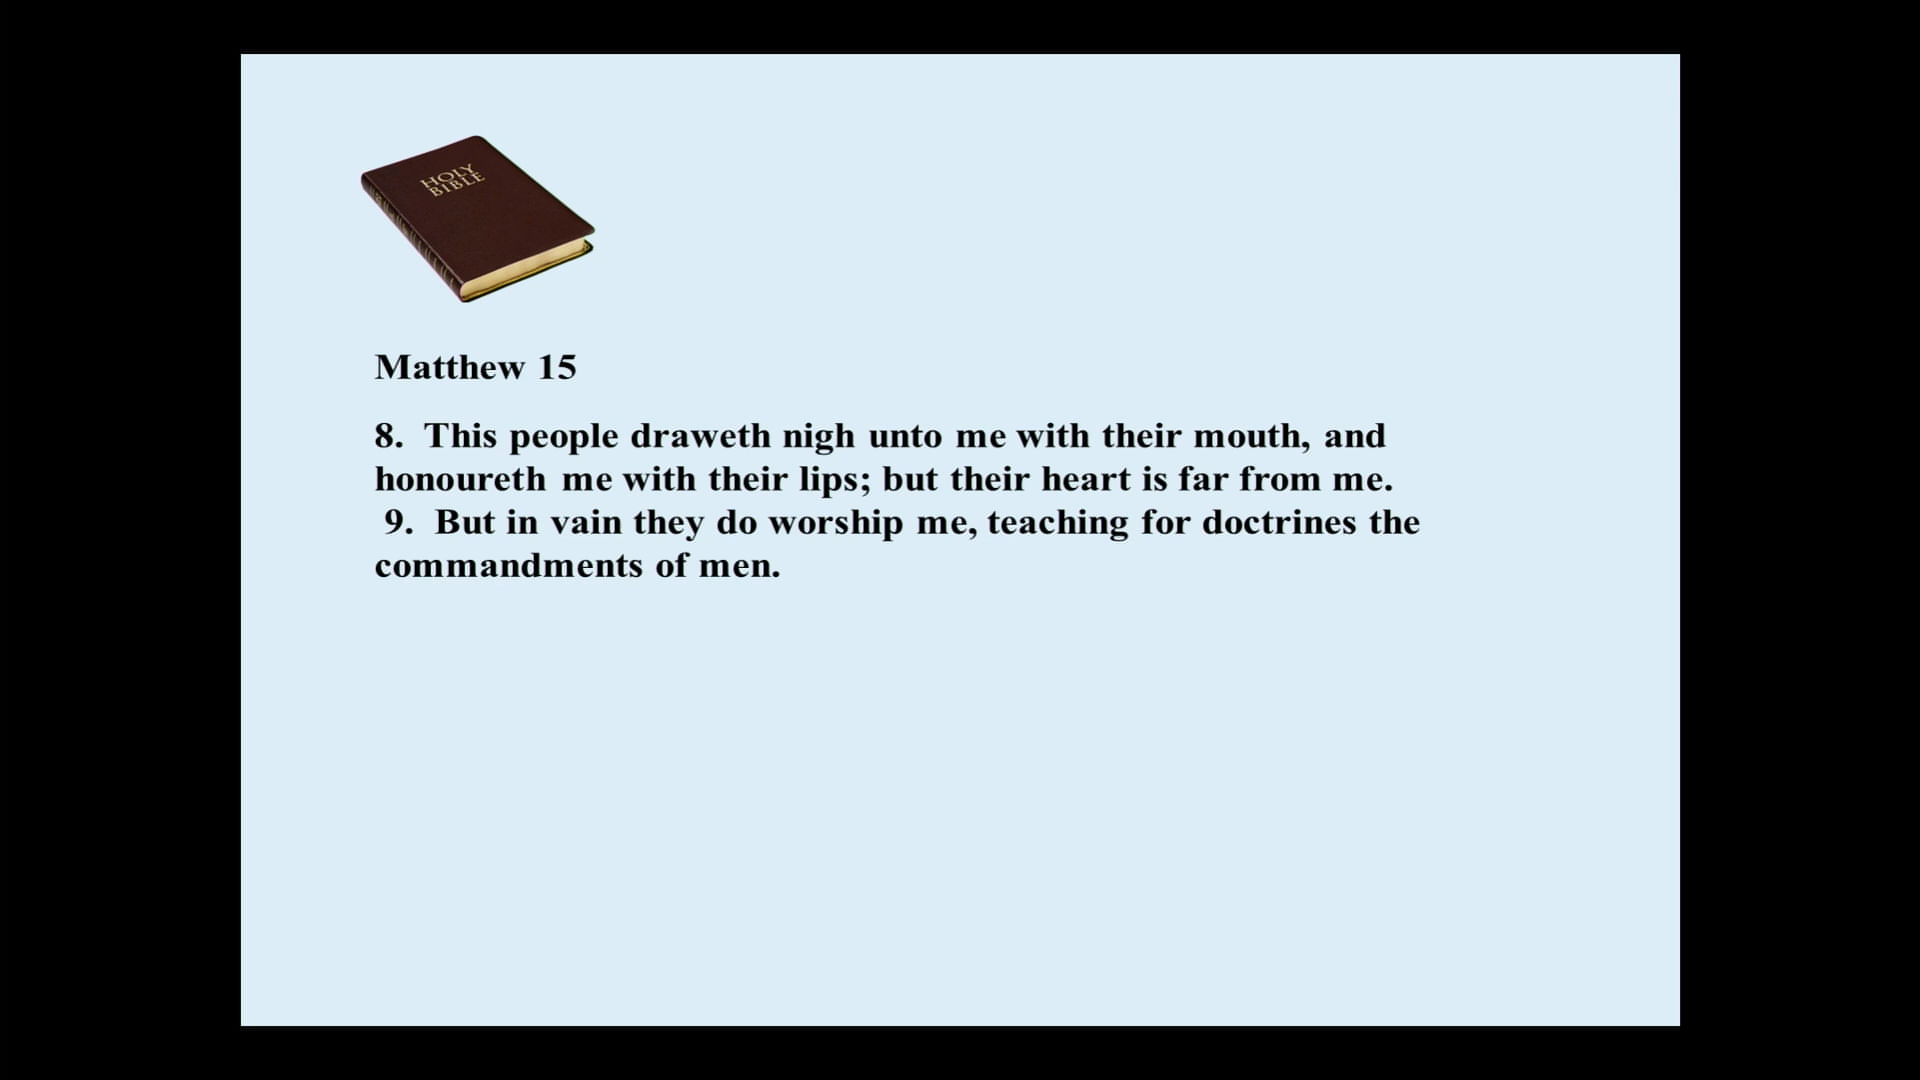 HOLY
BIBLE
Matthew 15
8. This people draweth nigh unto me with their mouth, and
honoureth me with their lips; but their heart is far from me.
9. But in vain they do worship me, teaching for doctrines the
commandments of men.